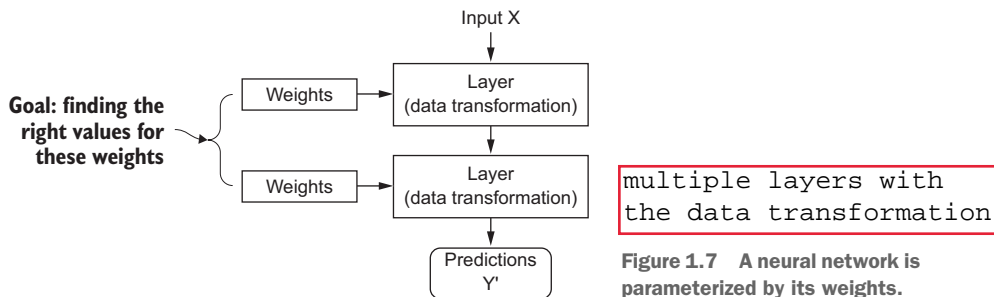 Input X
Layer
(data transformation)
Weights
Goal: finding the
right values for
these weights
Layer
(data transformation)
Weights
multiple layers with
the data transformation
Predictions
Y'
Figure 1.7 A neural network is
parameterized by its weights.